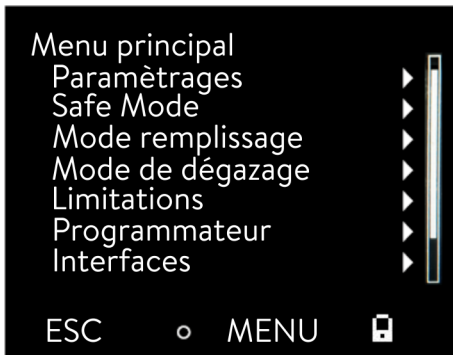 Menu principal
Paramètrages
Safe Mode
Mode remplissage
Mode de dégazage
Limitations
Programmateur
Interfaces
ESC MENU